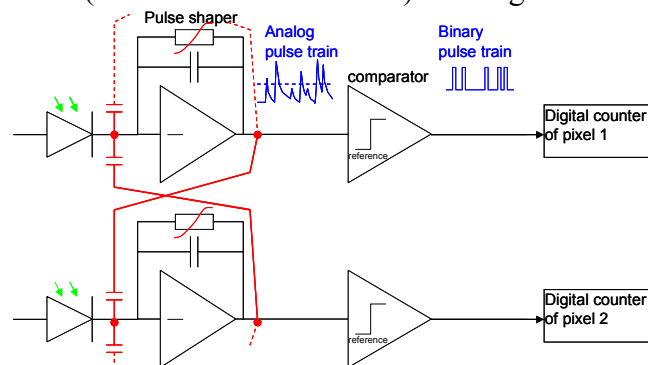 Pulse shaper
Analog
pulse train
Binary
pulse train
comparator
reference
Digital counter
of pixel 1
reference
Digital counter
of pixel 2